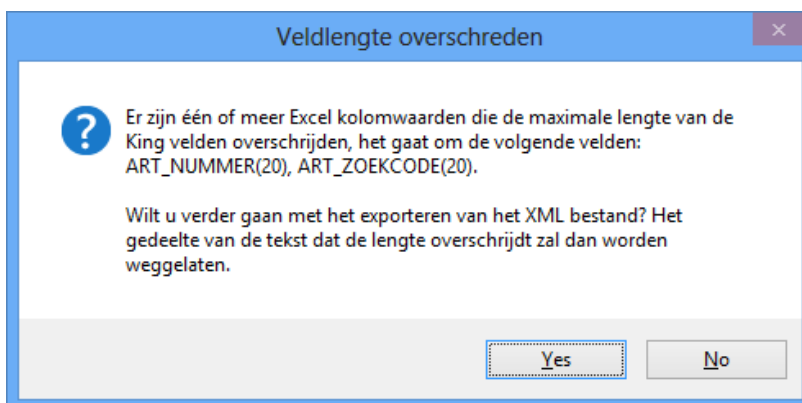 Veldlengte overschreden
Er zijn één of meer Excel kolomwaarden die de maximale lengte van de
King velden overschrijden, het gaat om de volgende velden:
ART_NUMMER(20), ART_ZOEKCODE(20).
Wilt u verder gaan met het exporteren van het XML bestand? Het
gedeelte van de tekst dat de lengte overschrijdt zal dan worden
weggelaten.
Yes
No